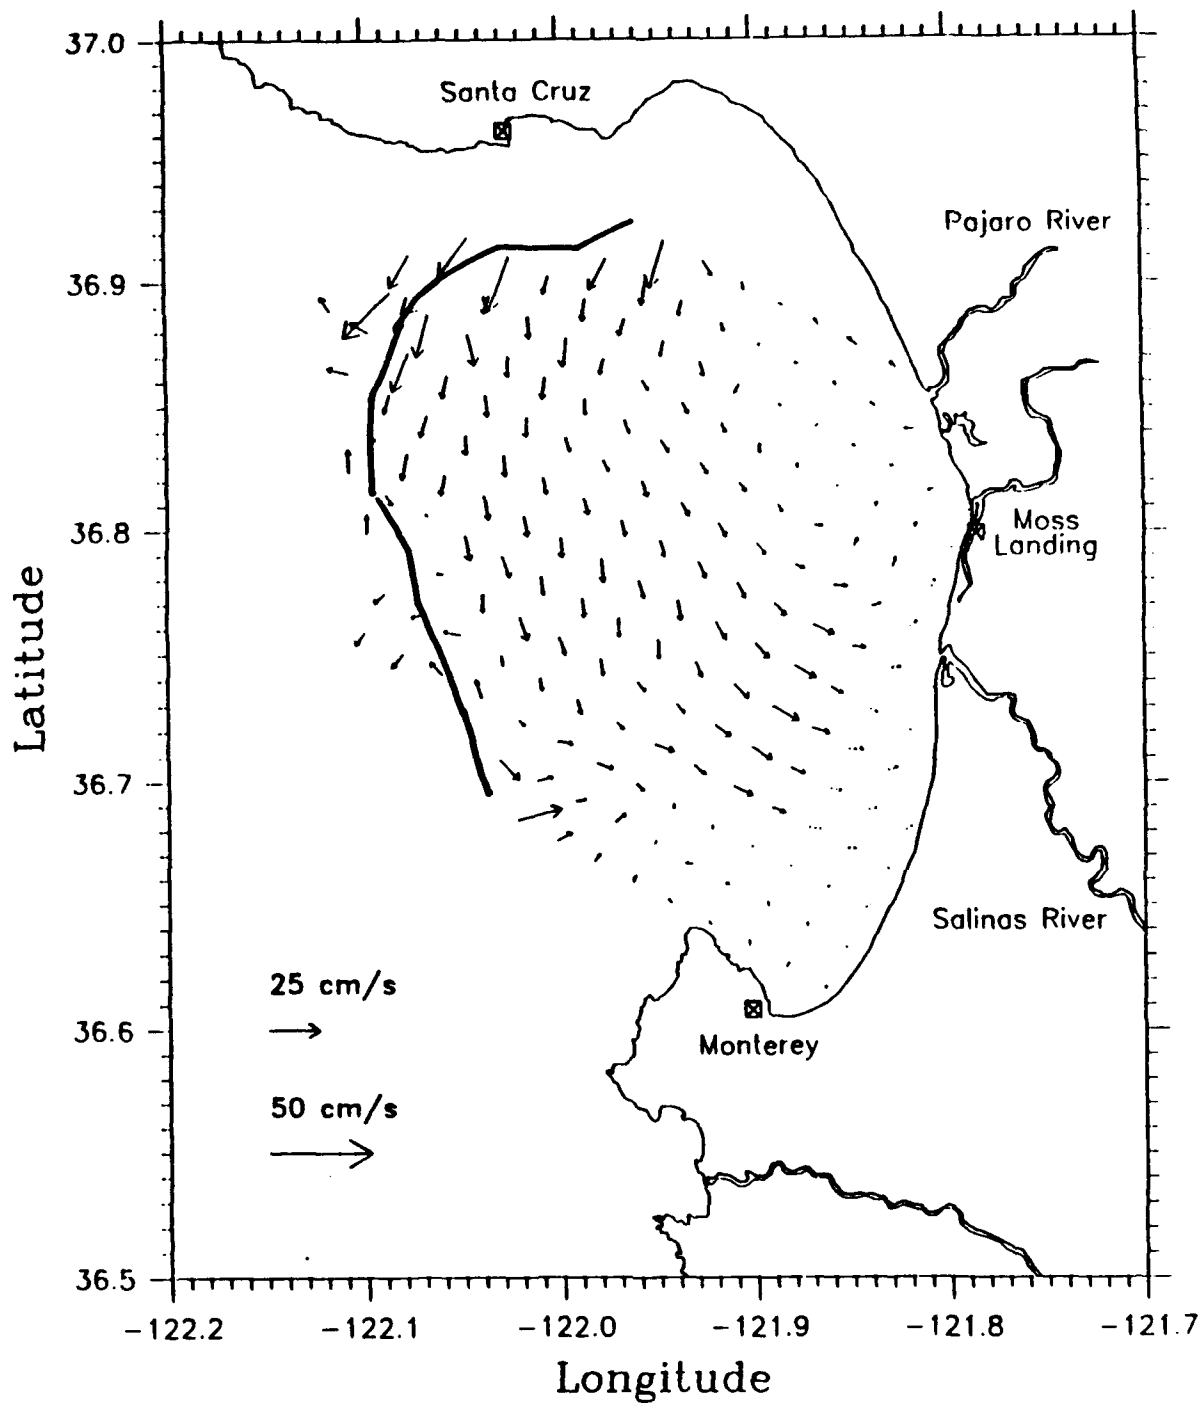 37.0
Santa Cruz
Pajaro River
36.9
Moss
Landing
36.8
Latitude
36.7
Salinas River
25 cm/s
36.6
Monterey
50 cm/s
36.5
-122.2
-122.1
-122.0
-121.9
-121.8
-121.7
Longitude